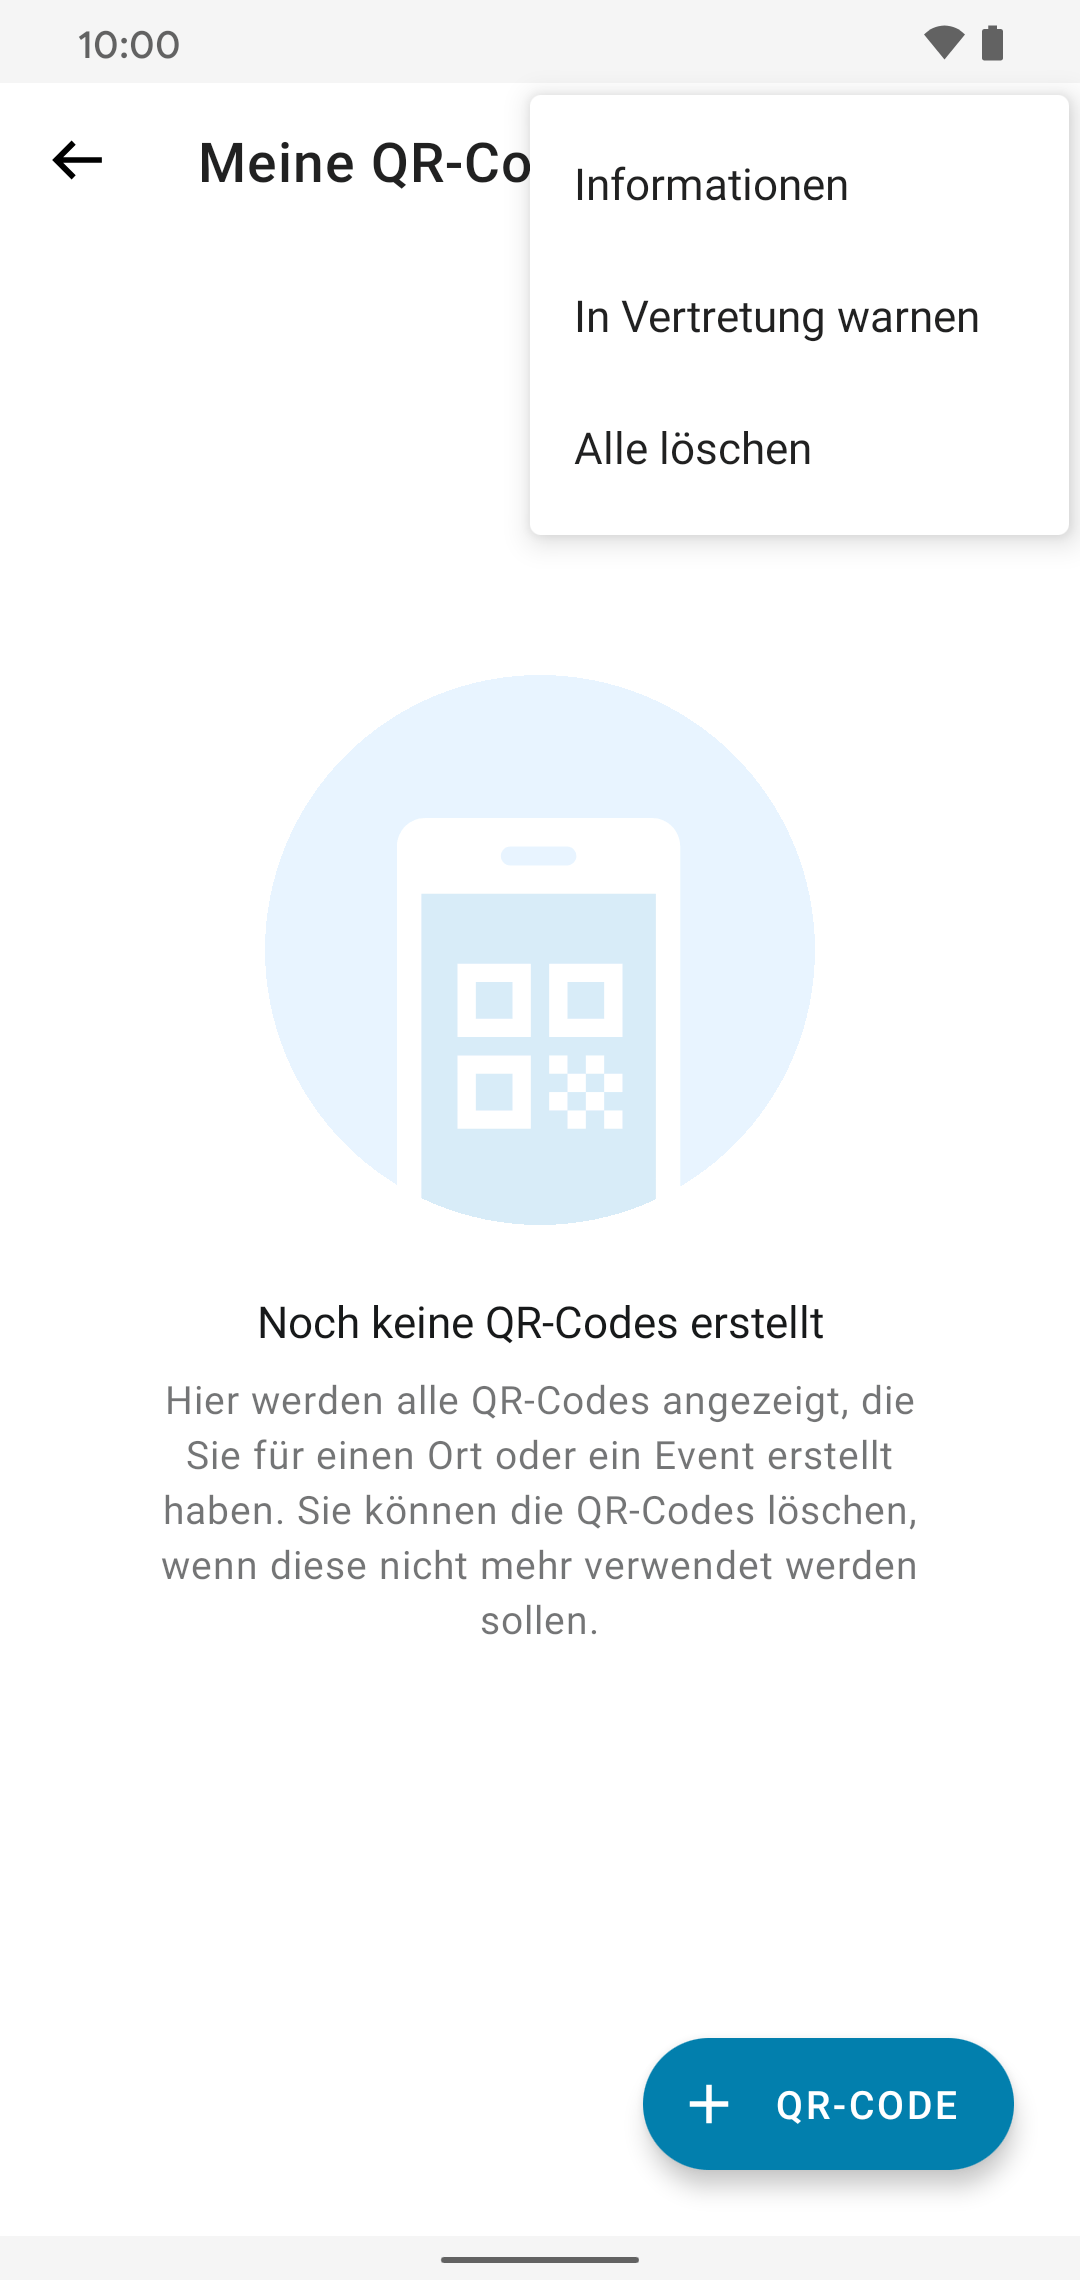 10:00
Meine QR-Co
Informationen
In Vertretung warnen
Alle löschen
Noch keine QR-Codes erstellt
Hier werden alle QR-Codes angezeigt, die
Sie für einen Ort oder ein Event erstellt
haben. Sie können die QR-Codes löschen,
wenn diese nicht mehr verwendet werden
sollen.
QR-CODE